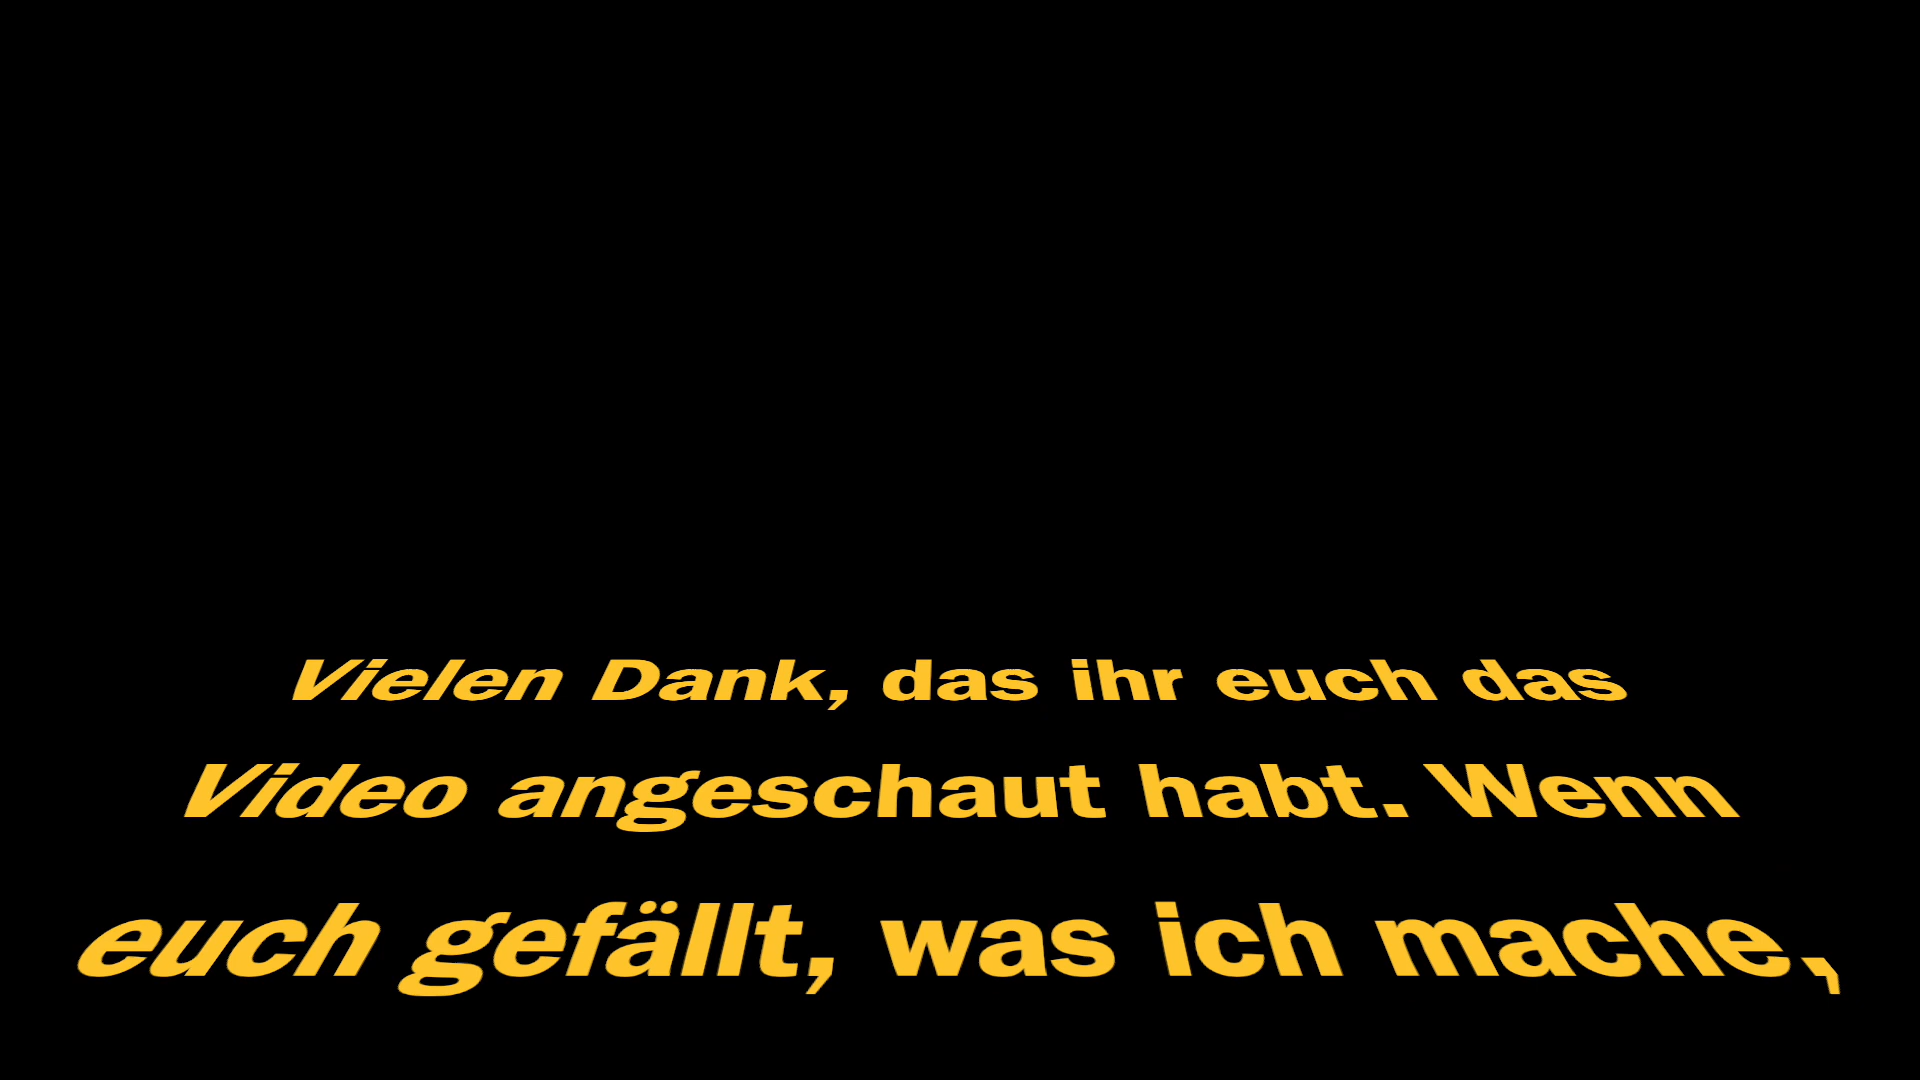 Vielen Dank, das ihr euch das
Video angeschaut habt. Wenn
euch gefällt, was ich mache,